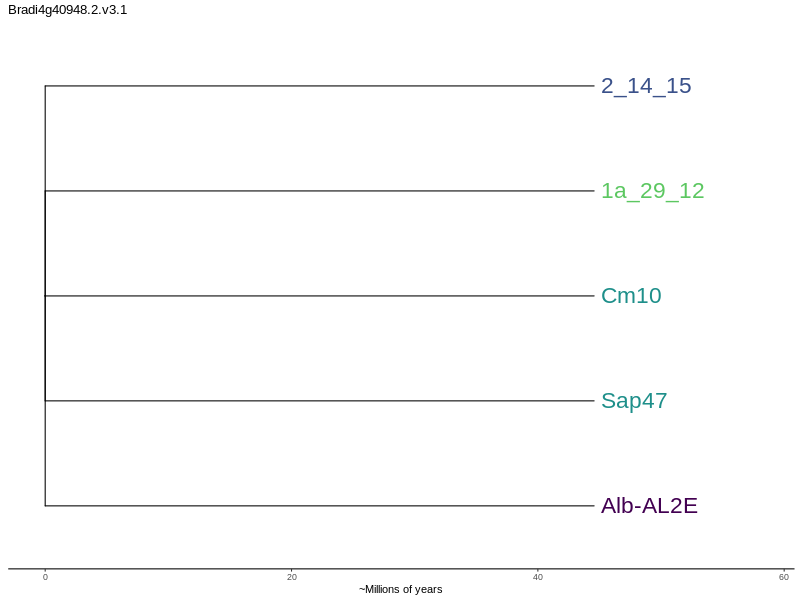 Bradi4g40948.2.v3.1
2_14_15
1a_29_12
Cm10
Sap47
Alb-AL2E
0 20 40 60
~Millions of years